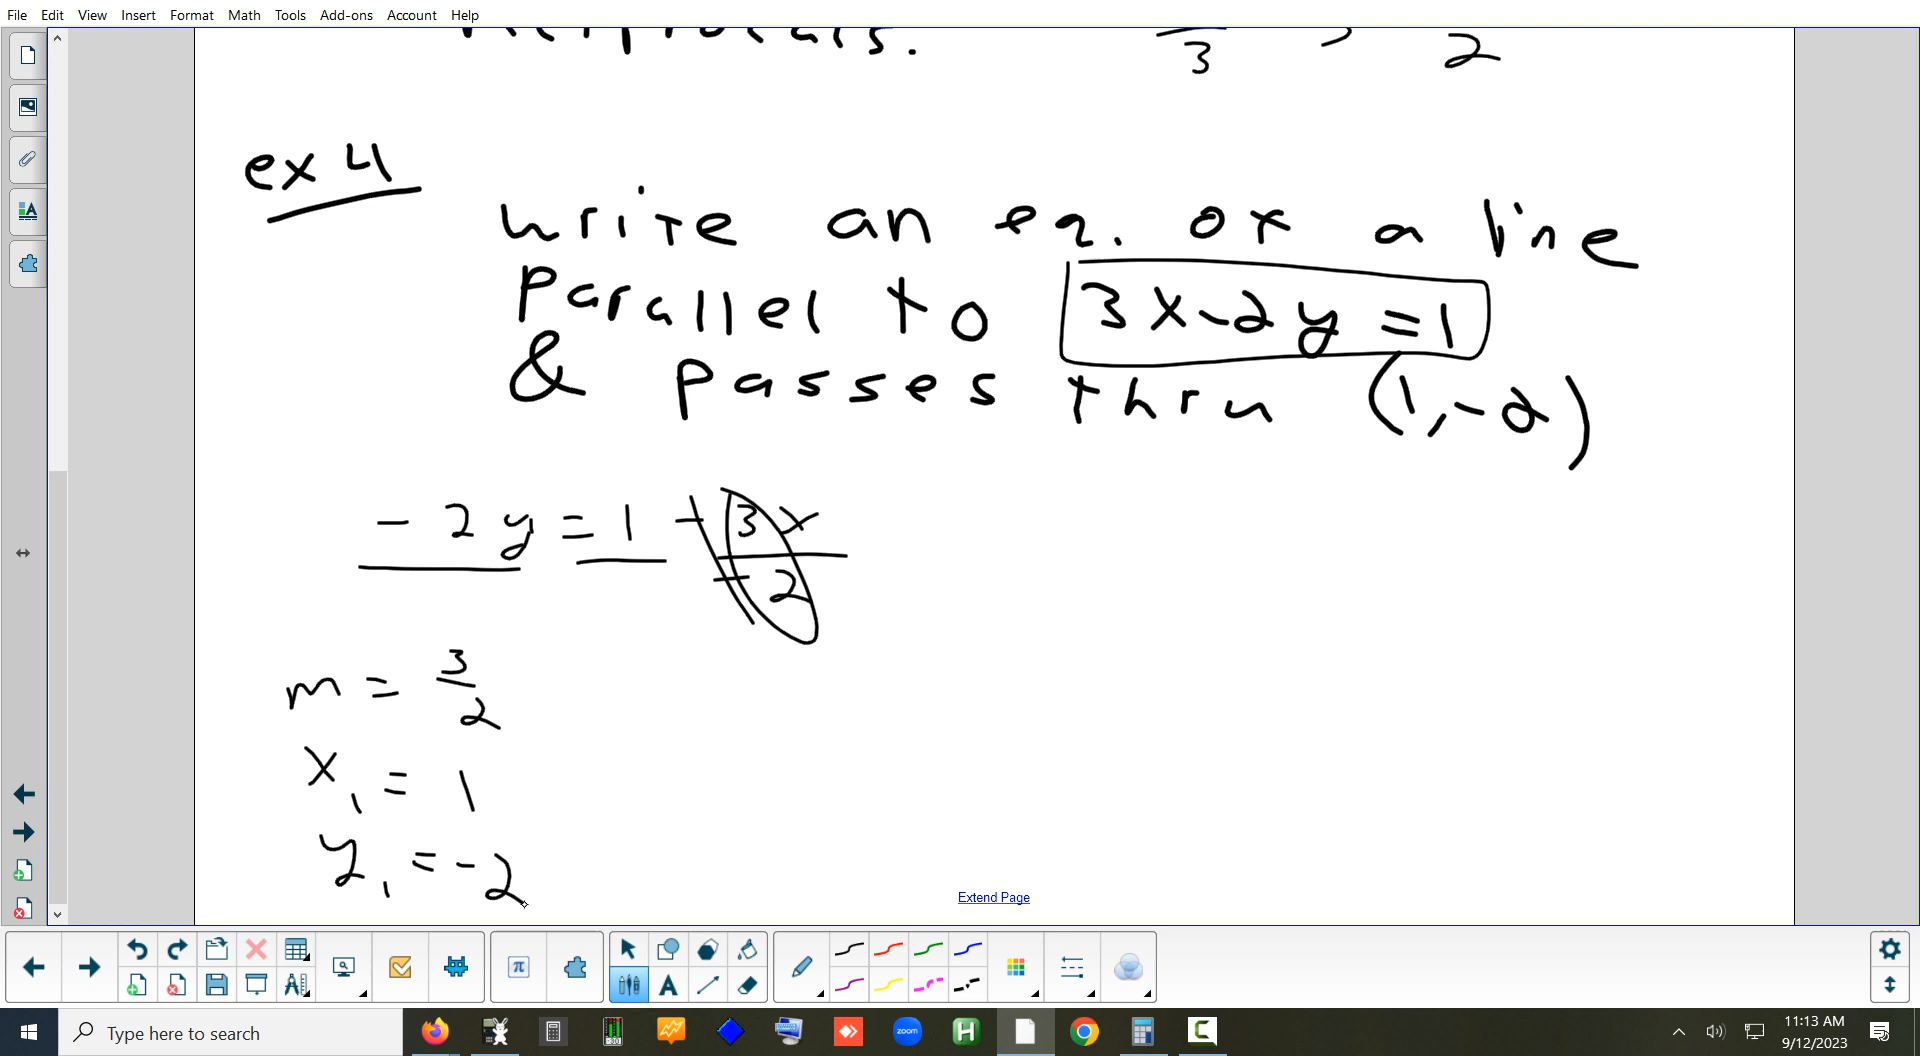 File Edit View Insert Format Math Tools Add-ons Account Help
3 , 2
ex 4
write an eq. of a line
parallel to 3x-2y=1
& passes thru (1,-2)
- 2y = 1 - 3x
- 2
m = 3
2
x1 = 1
y1 = -2
Extend Page
π
A
zoom
H
C
Type here to search
11:13 AM
9/12/2023